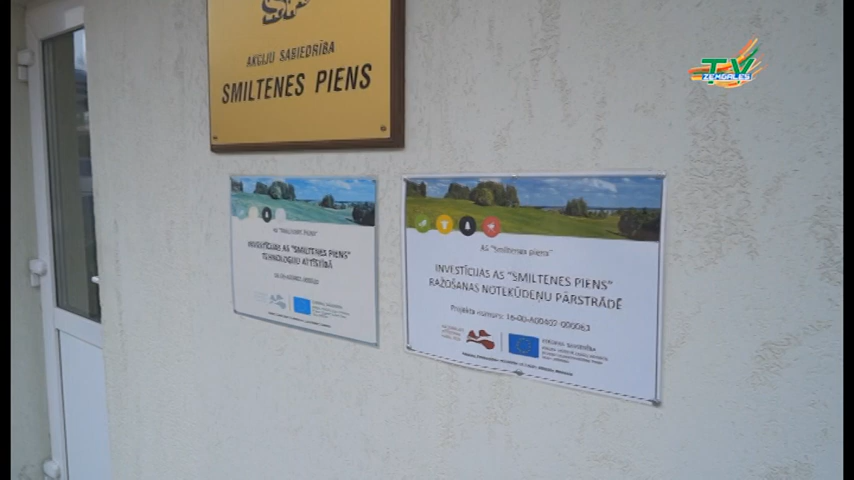 AKCIJU SABIEDRĪBA
SMILTENES PIENS
TV
ZEMGALES
AS "Smiltenes piens"
INVESTĪCIJAS AS "SMILTENES PIENS"
TEHNOLOĢIJU ATTĪSTĪBĀ
AS "Smiltenes piens"
INVESTĪCIJAS AS "SMILTENES PIENS"
RAŽOŠANAS NOTEKŪDEŅU PĀRSTRĀDĒ
Projekta numurs: 16-00-A00402-000063
EIROPAS SAVIENĪBA